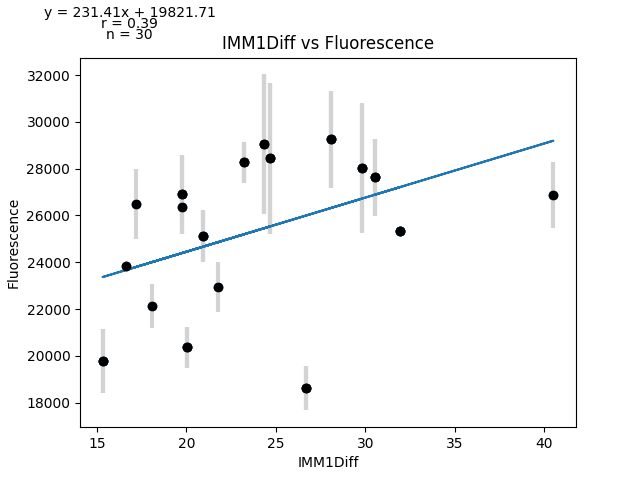 y = 231.41x + 19821.71
r = 0.39
n = 30
IMM1Diff vs Fluorescence
32000
30000
28000
26000
24000
22000
20000
18000
Fluorescence
15 20 25 30 35 40
IMM1Diff